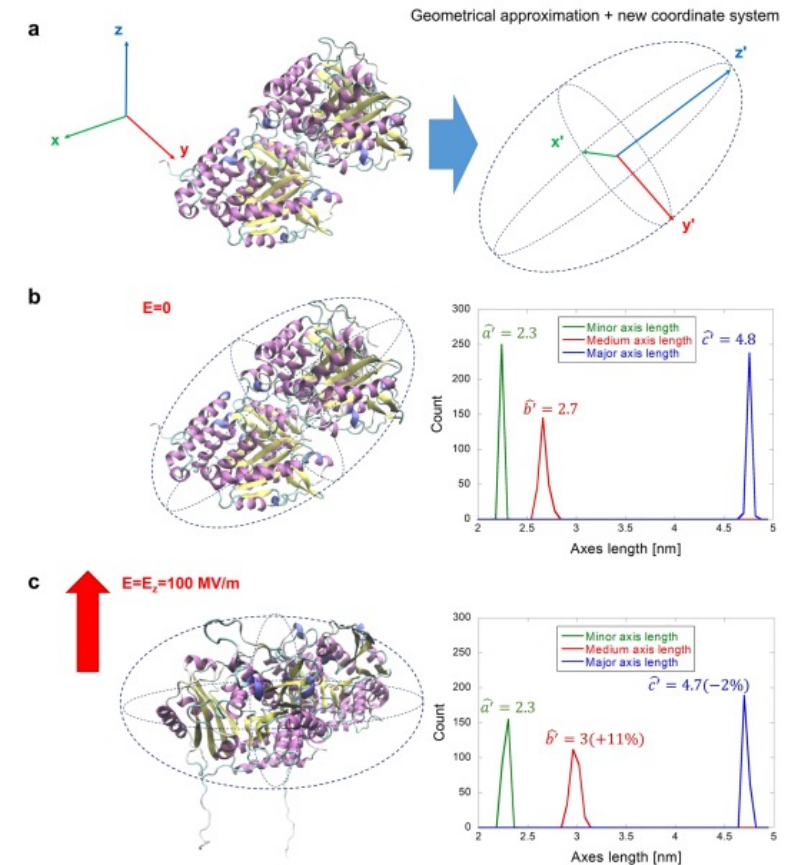 Geometrical approximation + new coordinate system
a
z
x
y
z'
x'
y'
b
E=0
300
250
200
150
100
50
0
Count
Minor axis length
Medium axis length
Major axis length
â' = 2.3
b̂' = 2.7
ĉ' = 4.8
2
2.5
3
3.5
4
4.5
5
Axes length [nm]
c
E=E_z=100 MV/m
300
250
200
150
100
50
0
Count
Minor axis length
Medium axis length
Major axis length
â' = 2.3
b̂' = 3(+11%)
ĉ' = 4.7(−2%)
2
2.5
3
3.5
4
4.5
5
Axes length [nm]